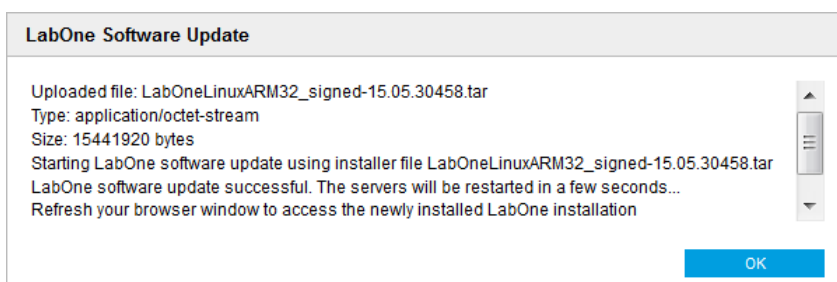 LabOne Software Update
Uploaded file: LabOneLinuxARM32_signed-15.05.30458.tar
Type: application/octet-stream
Size: 15441920 bytes
Starting LabOne software update using installer file LabOneLinuxARM32_signed-15.05.30458.tar
LabOne software update successful. The servers will be restarted in a few seconds...
Refresh your browser window to access the newly installed LabOne installation
OK